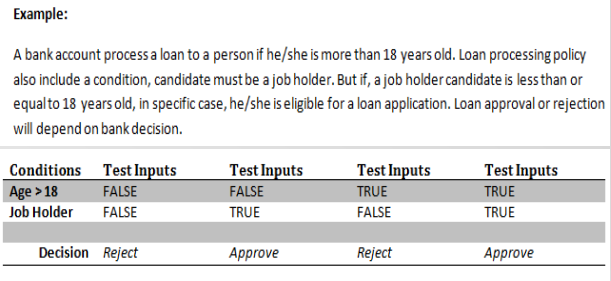 Example:
A bank account process a loan to a person if he/she is more than 18 years old. Loan processing policy
also include a condition, candidate must be a job holder. But if, a job holder candidate is less than or
equal to 18 years old, in specific case, he/she is eligible for a loan application. Loan approval or rejection
will depend on bank decision.
Conditions Test Inputs Test Inputs Test Inputs Test Inputs
Age > 18 FALSE FALSE TRUE TRUE
Job Holder FALSE TRUE FALSE TRUE
Decision Reject Approve Reject Approve